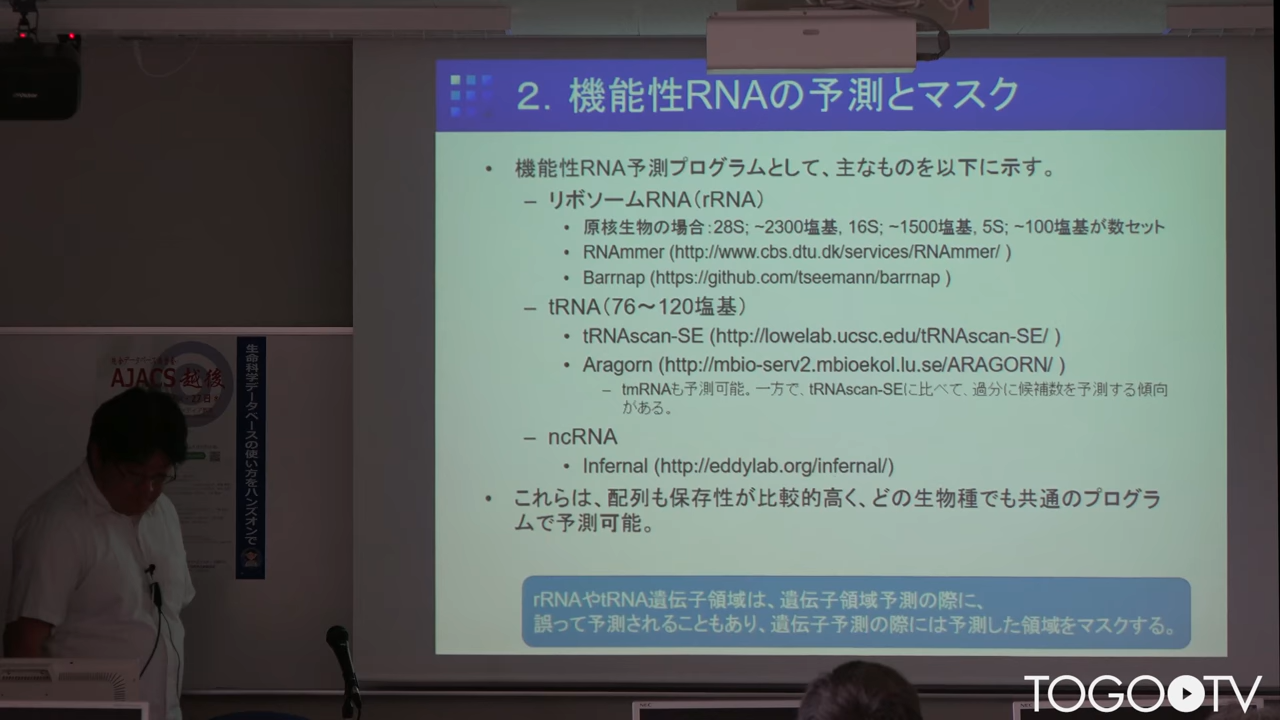 ２．機能性RNAの予測とマスク
• 機能性RNA予測プログラムとして、主なものを以下に示す。
– リボソームRNA（rRNA）
• 原核生物の場合：28S; ~2300塩基, 16S; ~1500塩基, 5S; ~100塩基が数セット
• RNAmmer (http://www.cbs.dtu.dk/services/RNAmmer/ )
• Barrnap (https://github.com/tseemann/barrnap )
– tRNA（76～120塩基）
• tRNAscan-SE (http://lowelab.ucsc.edu/tRNAscan-SE/ )
• Aragorn (http://mbio-serv2.mbioekol.lu.se/ARAGORN/ )
– tmRNAも予測可能。一方で、tRNAscan-SEに比べて、過分に候補数を予測する傾向
がある。
– ncRNA
• Infernal (http://eddylab.org/infernal/)
• これらは、配列も保存性が比較的高く、どの生物種でも共通のプログラ
ムで予測可能。
rRNAやtRNA遺伝子領域は、遺伝子領域予測の際に、
誤って予測されることもあり、遺伝子予測の際には予測した領域をマスクする。
AJACS 越後
生命科学データベースの使い方をハンズオンで
NEC
NEC
TOGO TV